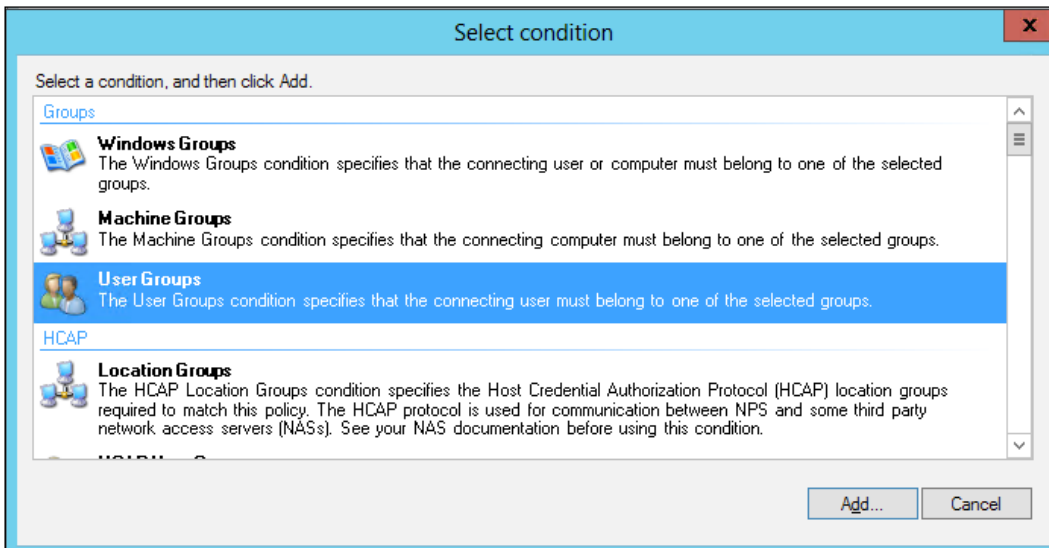 Select condition
x
Select a condition, and then click Add.
Groups
Windows Groups
The Windows Groups condition specifies that the connecting user or computer must belong to one of the selected
groups.
Machine Groups
The Machine Groups condition specifies that the connecting computer must belong to one of the selected groups.
User Groups
The User Groups condition specifies that the connecting user must belong to one of the selected groups.
HCAP
Location Groups
The HCAP Location Groups condition specifies the Host Credential Authorization Protocol (HCAP) location groups
required to match this policy. The HCAP protocol is used for communication between NPS and some third party
network access servers (NASs). See your NAS documentation before using this condition.
Add...
Cancel